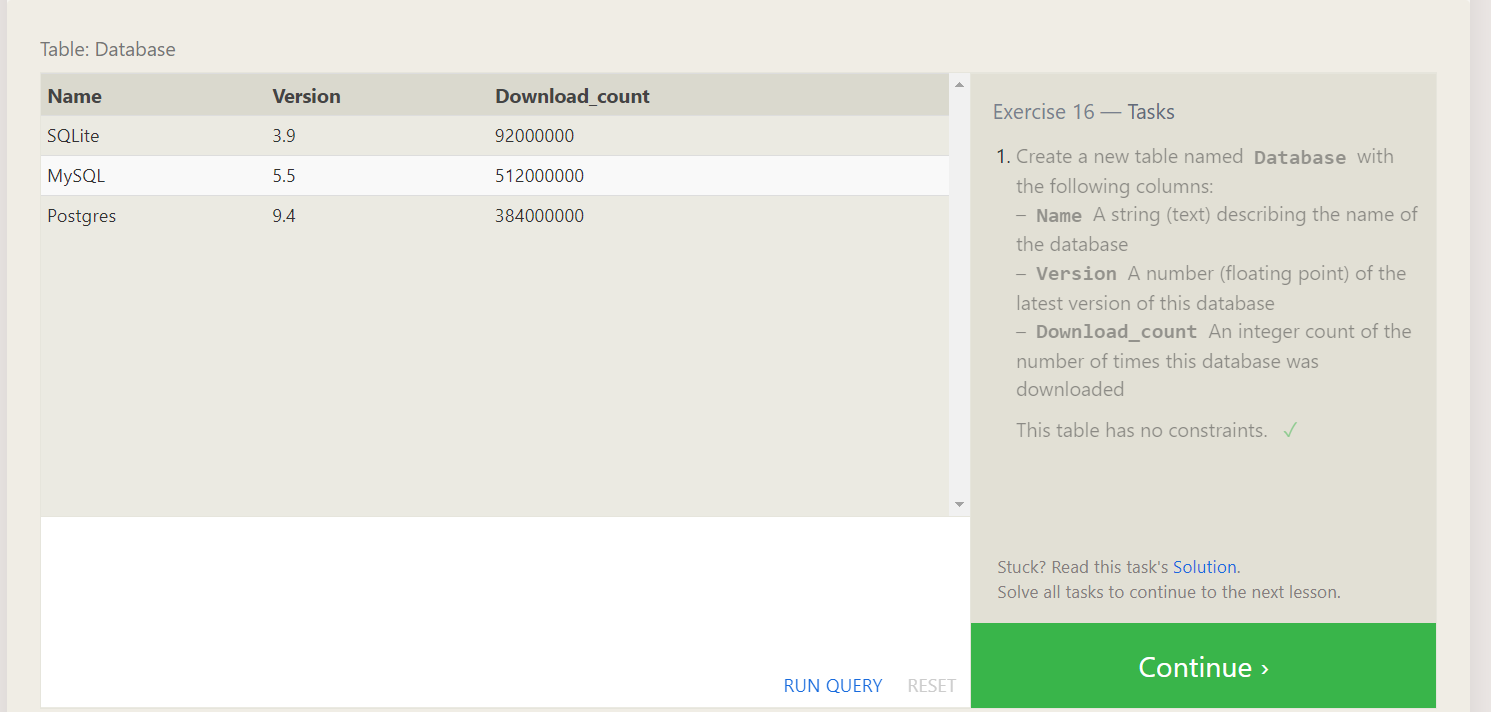 Table: Database
Name Version Download_count
SQLite 3.9 92000000
MySQL 5.5 512000000
Postgres 9.4 384000000
RUN QUERY RESET
Exercise 16 — Tasks
1. Create a new table named Database with
the following columns:
– Name A string (text) describing the name of
the database
– Version A number (floating point) of the
latest version of this database
– Download_count An integer count of the
number of times this database was
downloaded
This table has no constraints. ✓
Stuck? Read this task's Solution.
Solve all tasks to continue to the next lesson.
Continue ›